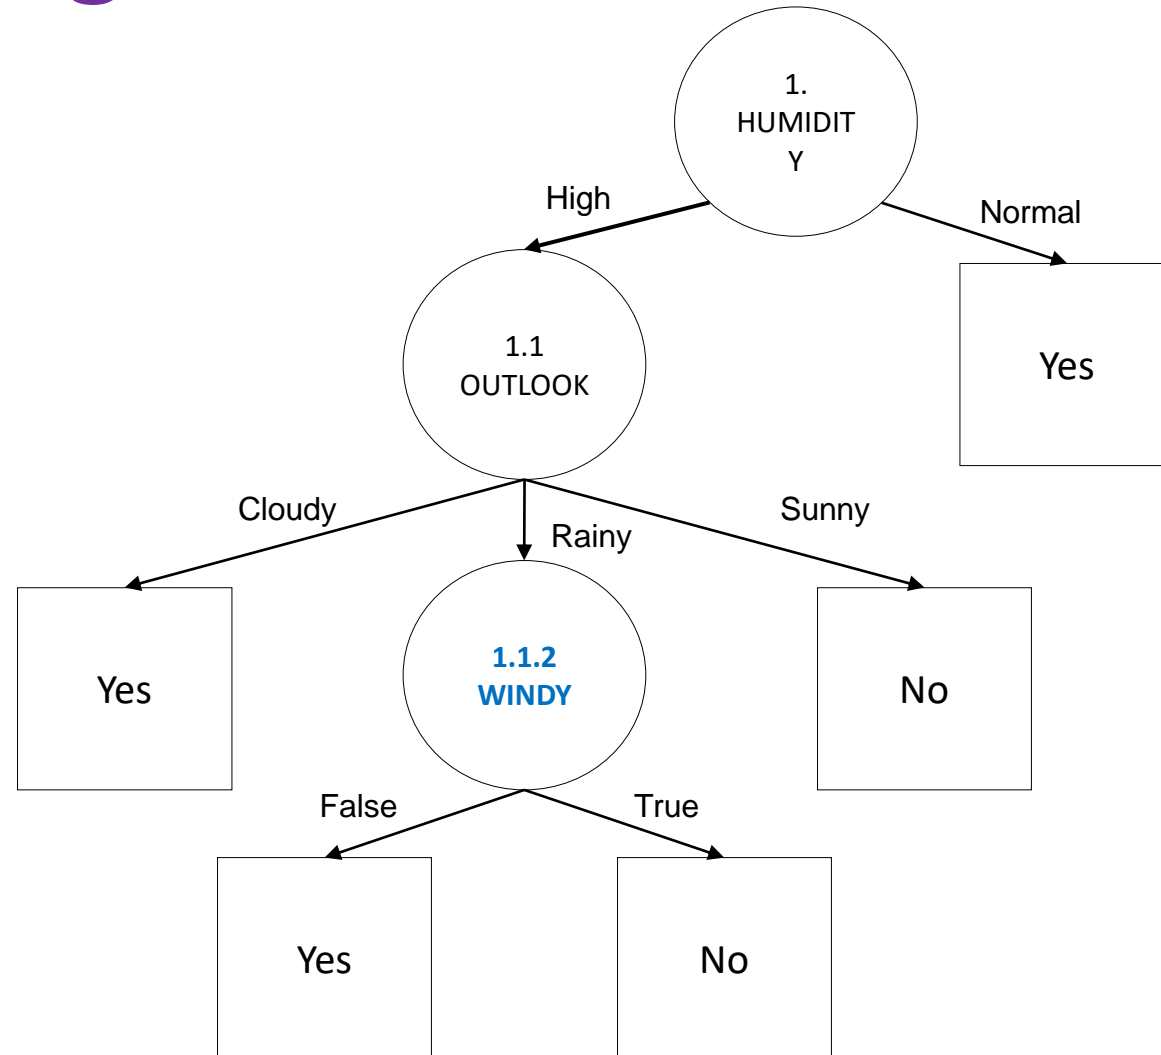 1.
HUMIDIT
Y
High
Normal
1.1
OUTLOOK
Yes
Cloudy
Rainy
Sunny
Yes
1.1.2
WINDY
No
False
True
Yes
No